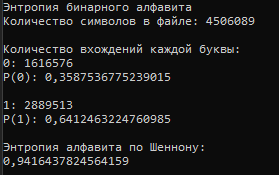 Энтропия бинарного алфавита
Количество символов в файле: 4506089
Количество вхождений каждой буквы:
0: 1616576
P(0): 0,3587536775239015
1: 2889513
P(1): 0,6412463224760985
Энтропия алфавита по Шеннону:
0,9416437824564159